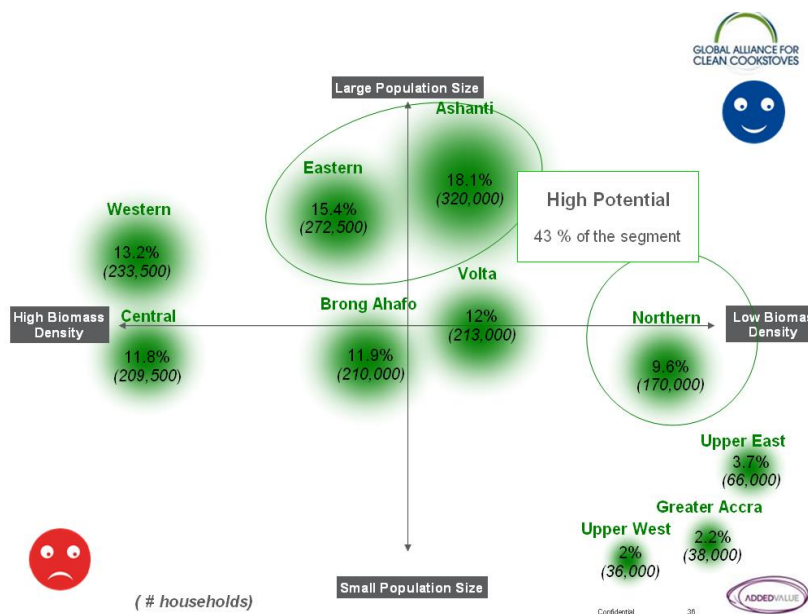 GLOBAL ALLIANCE FOR
CLEAN COOKSTOVES
Large Population Size
Ashanti
18.1%
(320,000)
Eastern
15.4%
(272,500)
High Potential
43 % of the segment
Western
13.2%
(233,500)
Volta
12%
(213,000)
Brong Ahafo
11.9%
(210,000)
High Biomass
Density
Central
11.8%
(209,500)
Northern
9.6%
(170,000)
Low Biomas
Density
Upper East
3.7%
(66,000)
Greater Accra
2.2%
(38,000)
Upper West
2%
(36,000)
Small Population Size
( # households)
Confidential 36
ADDEDVALUE